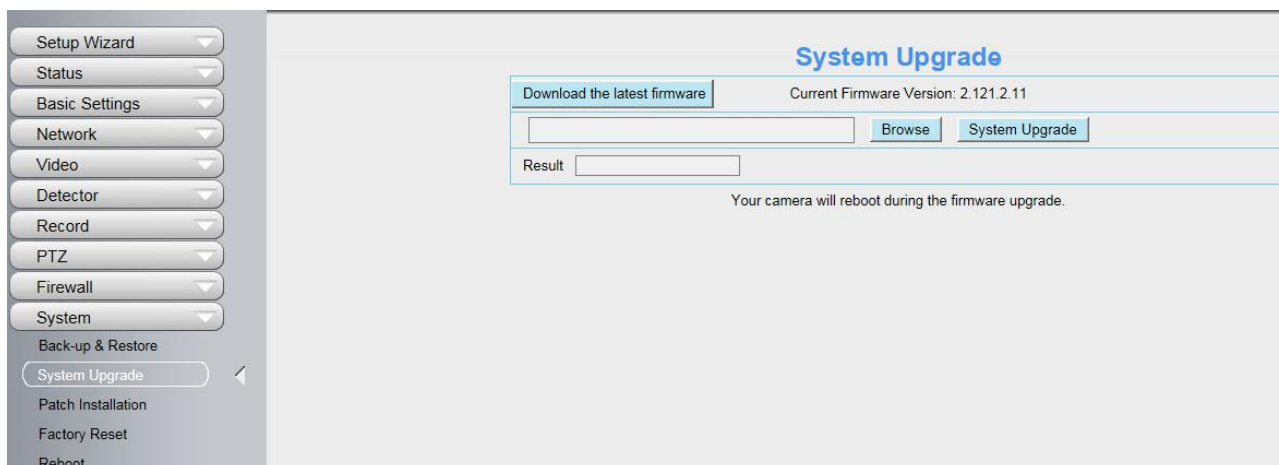 Setup Wizard
Status
Basic Settings
Network
Video
Detector
Record
PTZ
Firewall
System
Back-up & Restore
System Upgrade
Patch Installation
Factory Reset
Reboot
System Upgrade
Download the latest firmware Current Firmware Version: 2.121.2.11
Browse System Upgrade
Result
Your camera will reboot during the firmware upgrade.